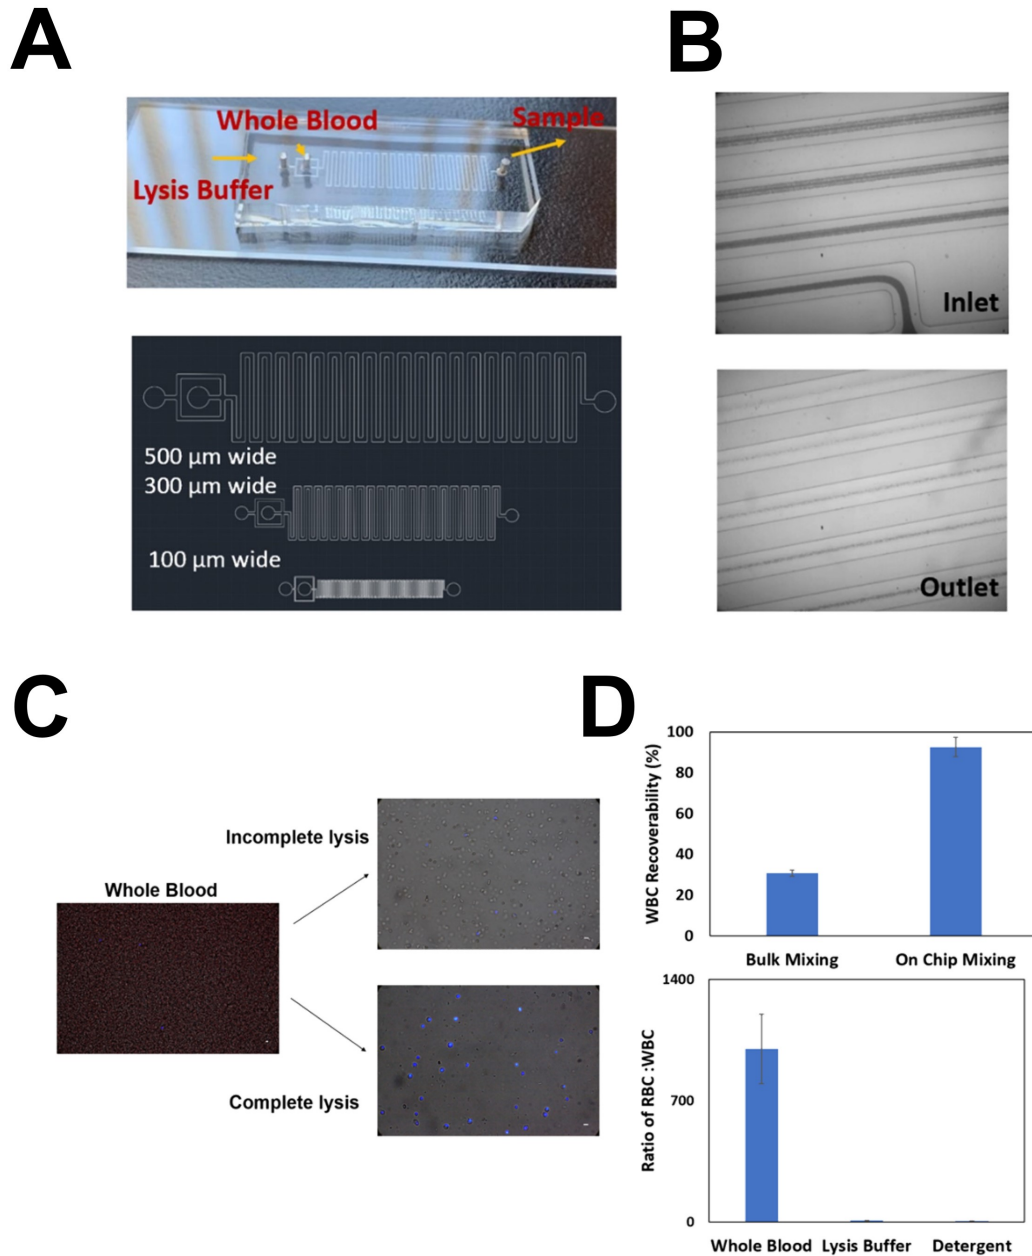 A
Whole Blood
Sample
Lysis Buffer
500 µm wide
300 µm wide
100 µm wide
B
Inlet
Outlet
C
Whole Blood
Incomplete lysis
Complete lysis
D
WBC Recoverability (%)
100
80
60
40
20
0
Bulk Mixing
On Chip Mixing
Ratio of RBC :WBC
1400
700
0
Whole Blood
Lysis Buffer
Detergent